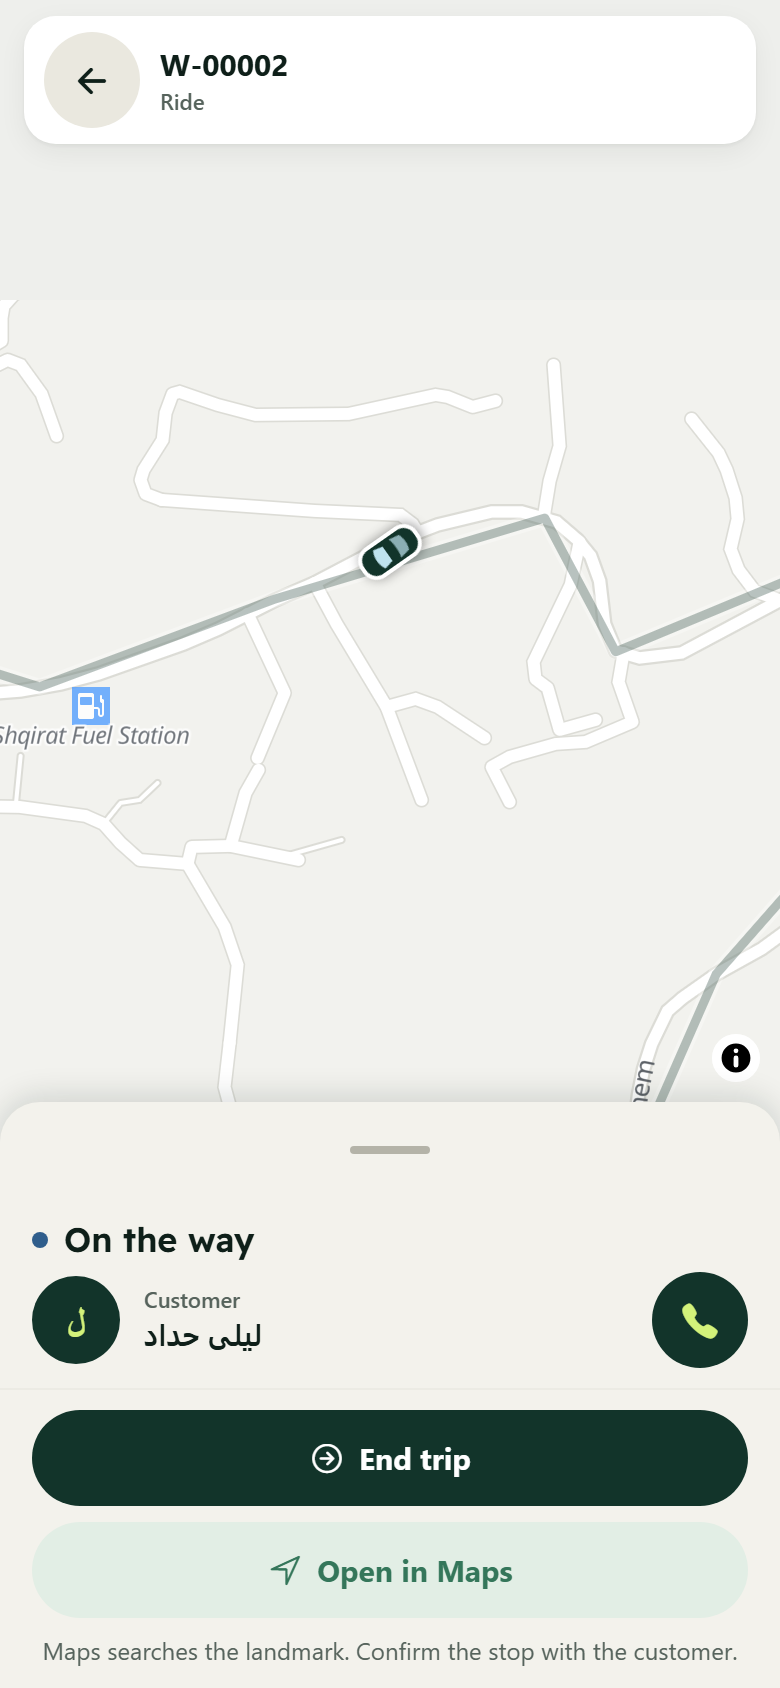 W-00002
Ride
Shqirat Fuel Station
On the way
ل
Customer
ليلى حداد
End trip
Open in Maps
Maps searches the landmark. Confirm the stop with the customer.